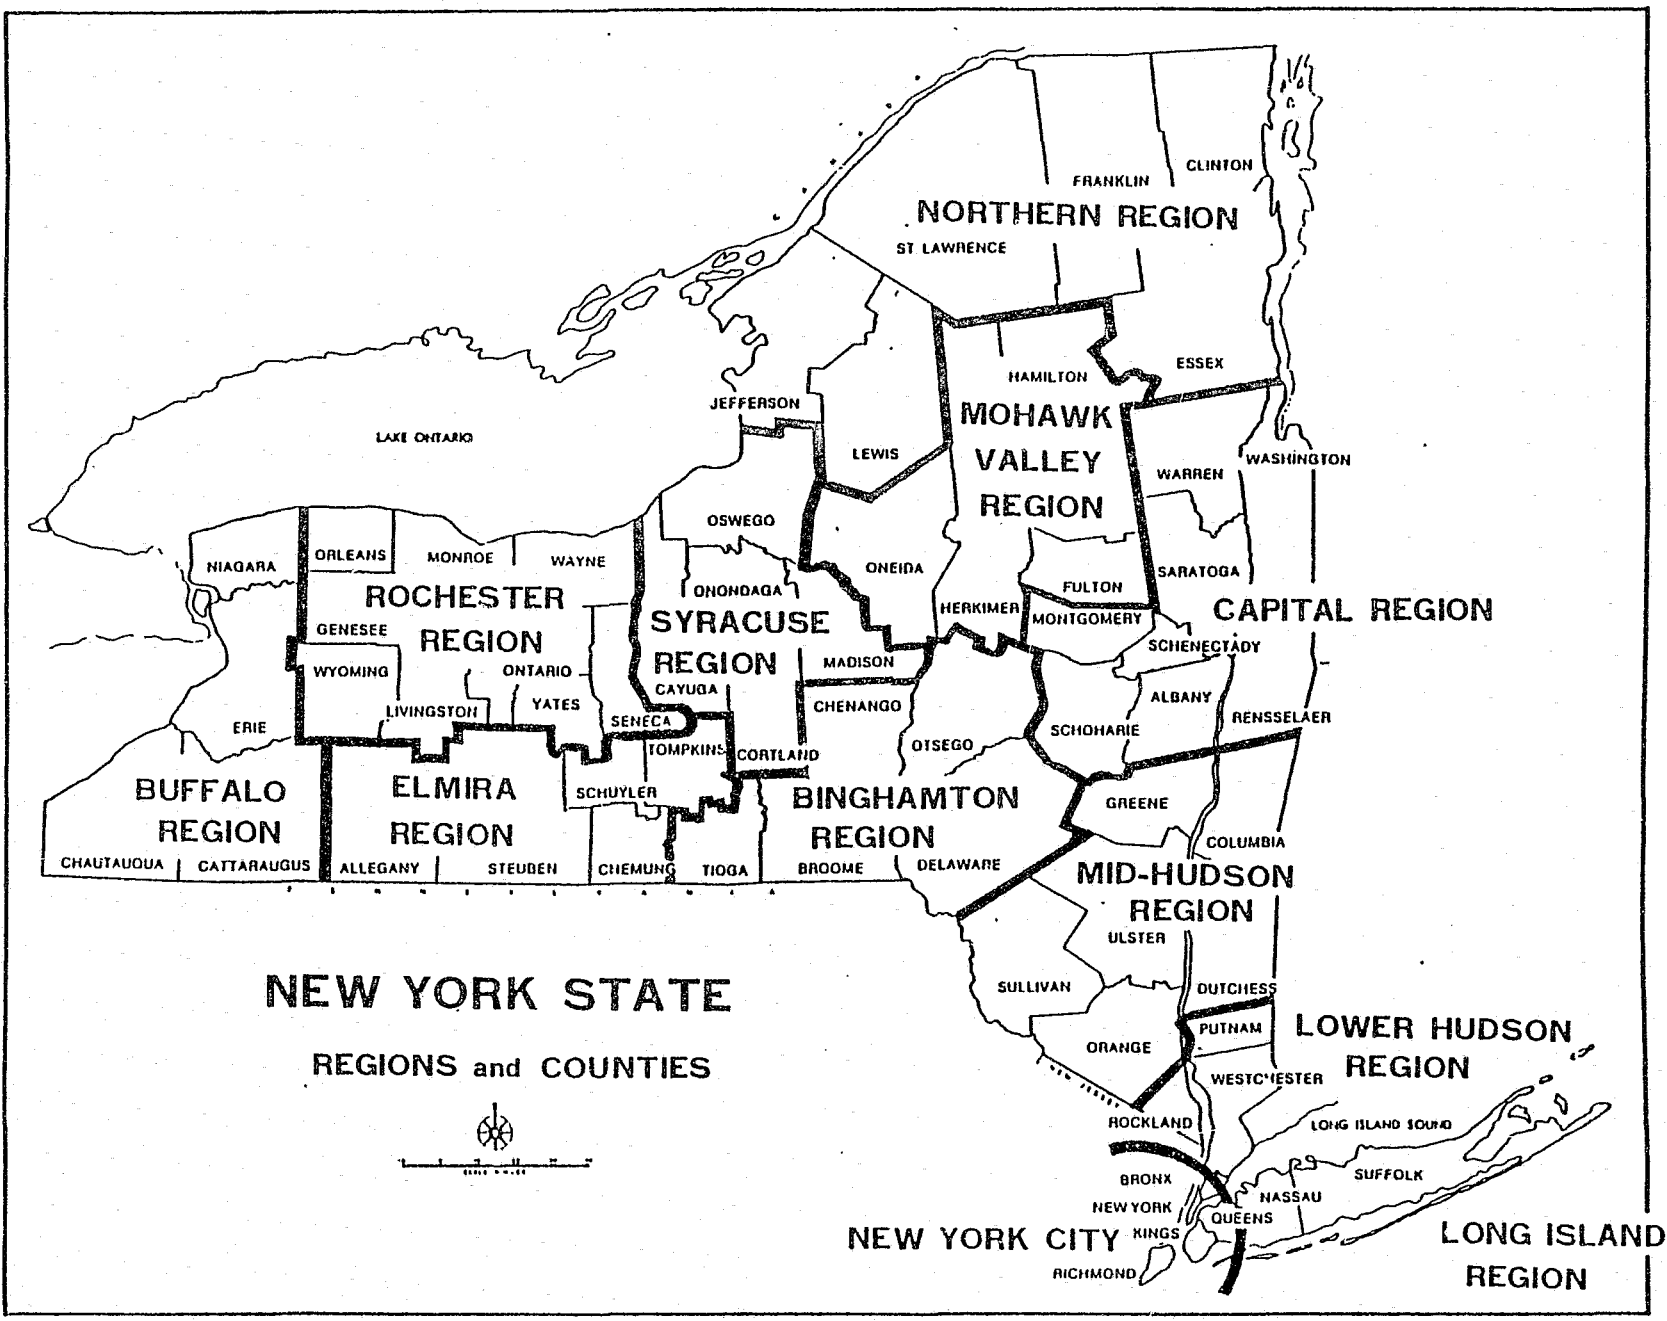 CLINTON
FRANKLIN
NORTHERN REGION
ST. LAWRENCE
ESSEX
HAMILTON
JEFFERSON
MOHAWK
VALLEY
REGION
LAKE ONTARIO
LEWIS
WASHINGTON
WARREN
OSWEGO
ORLEANS
MONROE
WAYNE
NIAGARA
ONEIDA
SARATOGA
FULTON
ONONDAGA
ROCHESTER
REGION
HERKIMER
CAPITAL REGION
MONTGOMERY
SYRACUSE
REGION
GENESEE
SCHENECTADY
MADISON
WYOMING
ONTARIO
CAYUGA
ALBANY
YATES
CHENANGO
LIVINGSTON
RENSSELAER
SENECA
ERIE
SCHOHARIE
OTSEGO
TOMPKINS
CORTLAND
BUFFALO
REGION
ELMIRA
REGION
SCHUYLER
BINGHAMTON
REGION
GREENE
COLUMBIA
CHAUTAUQUA
CATTARAUGUS
ALLEGANY
STEUBEN
CHEMUNG
TIOGA
BROOME
DELAWARE
MID-HUDSON
REGION
ULSTER
SULLIVAN
DUTCHESS
NEW YORK STATE
REGIONS and COUNTIES
PUTNAM
LOWER HUDSON
REGION
ORANGE
WESTCHESTER
ROCKLAND
LONG ISLAND SOUND
SUFFOLK
BRONX
NASSAU
NEW YORK
QUEENS
NEW YORK CITY
KINGS
RICHMOND
LONG ISLAND
REGION